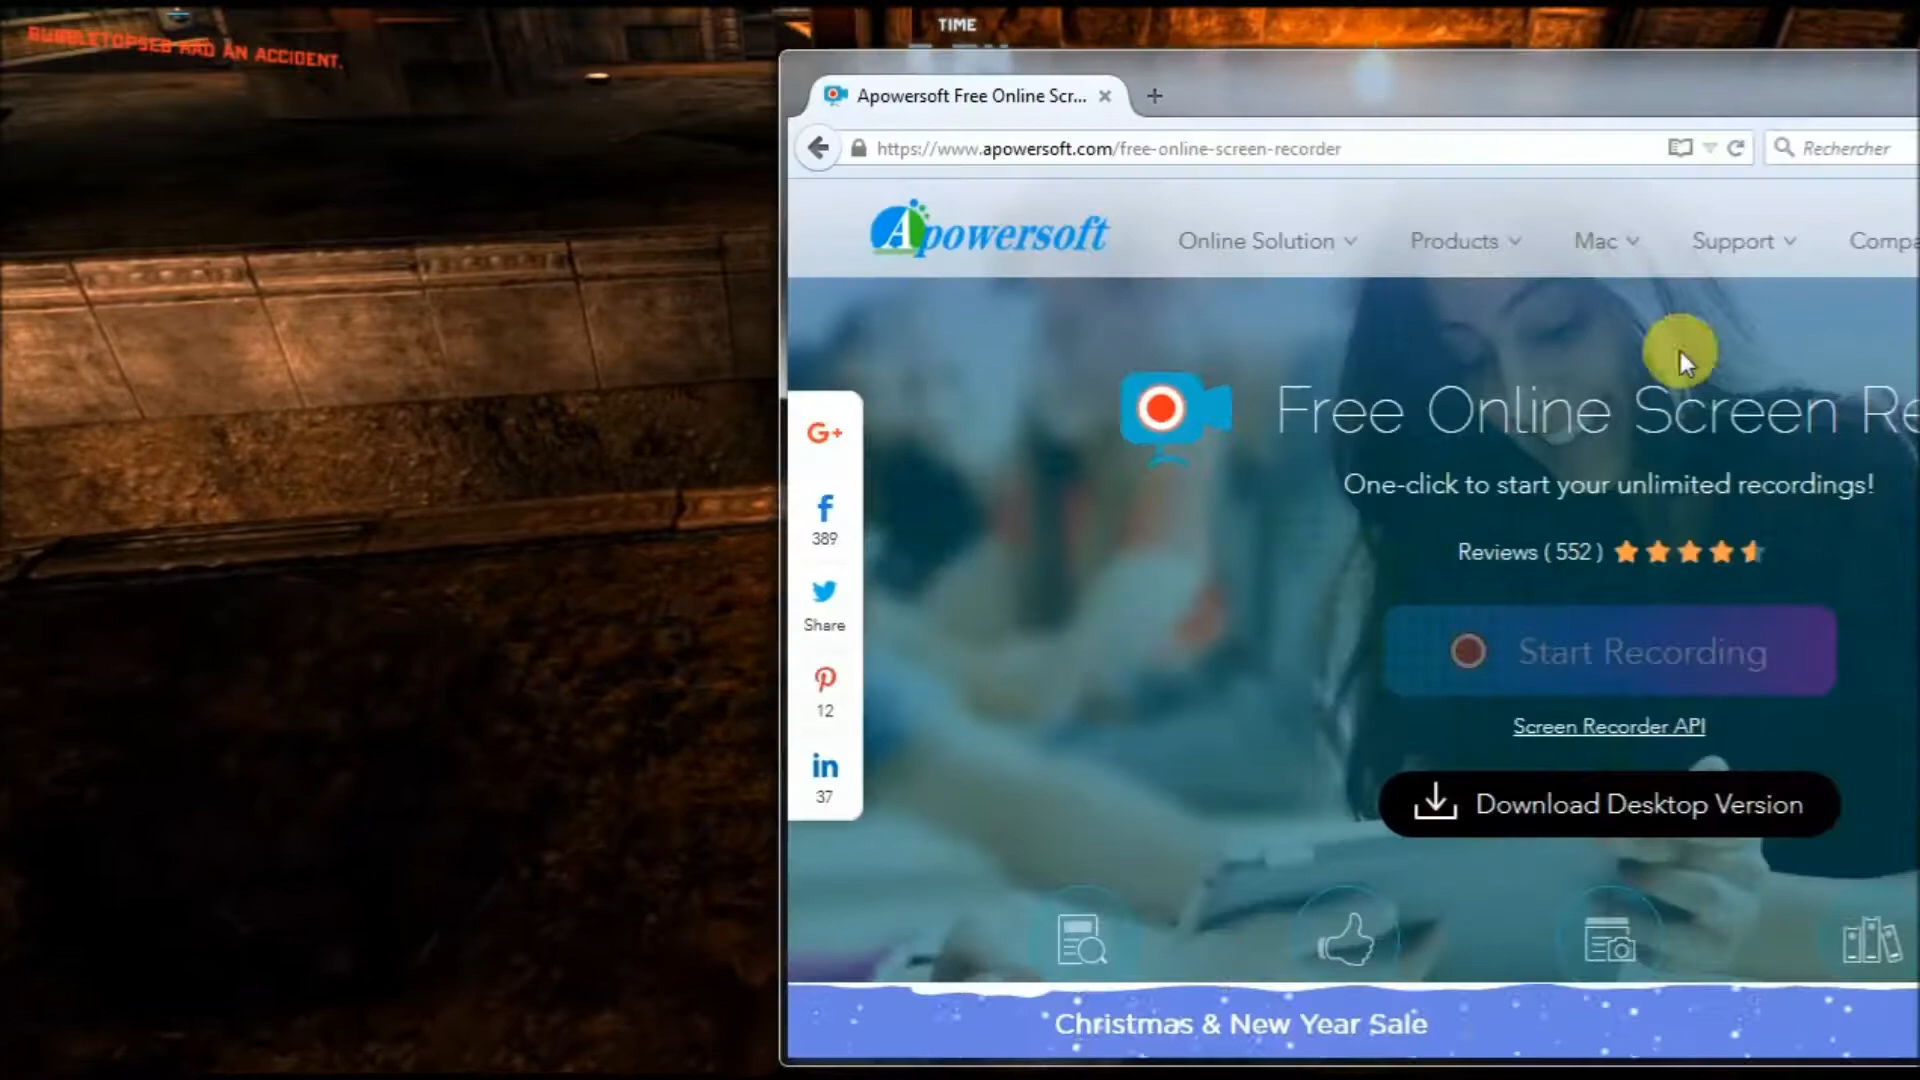 HAD AN ACCIDENT.
TIME
Apowersoft Free Online Scr...
https://www.apowersoft.com/free-online-screen-recorder
Rechercher
Apowersoft
Online Solution
Products
Mac
Support
Compa
G+
f
389
Share
12
in
37
Free Online Screen Re
One-click to start your unlimited recordings!
Reviews ( 552 )
Start Recording
Screen Recorder API
Download Desktop Version
Christmas & New Year Sale